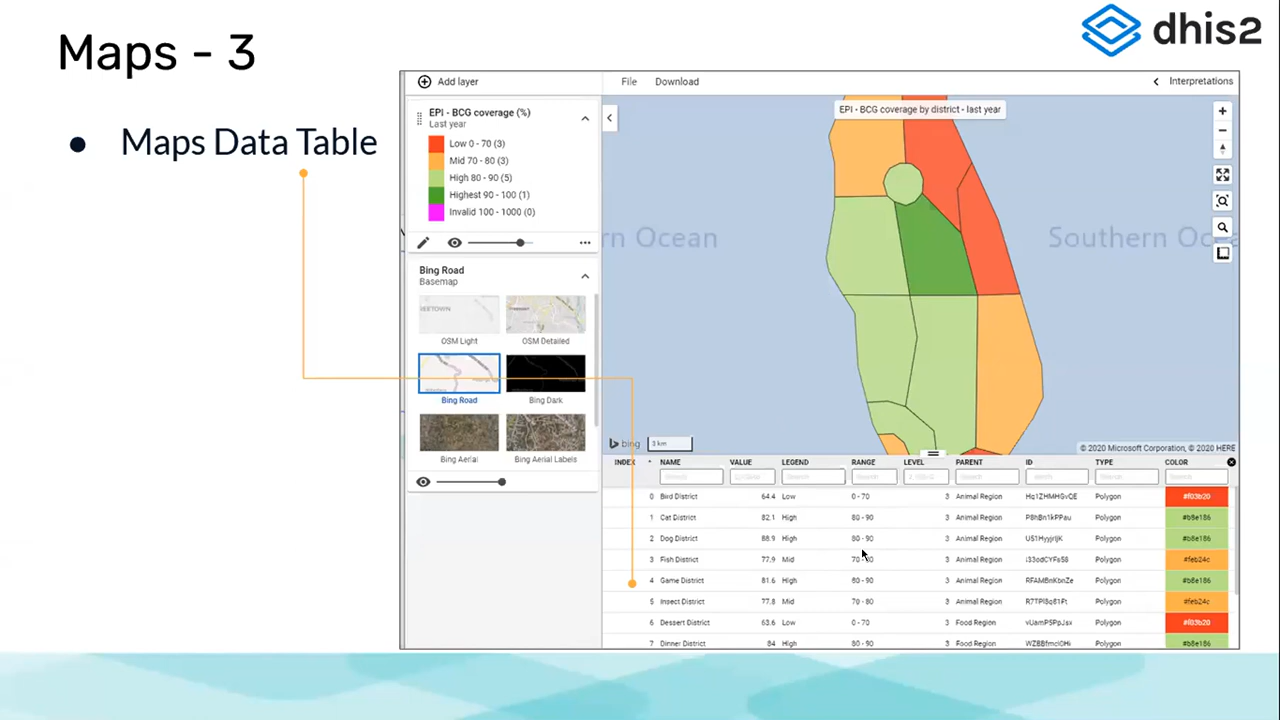 Maps - 3
dhis2
Maps Data Table
Add layer
File Download
Interpretations
EPI - BCG coverage (%)
Last year
Low 0 - 70 (3)
Mid 70 - 80 (3)
High 80 - 90 (5)
Highest 90 - 100 (1)
Invalid 100 - 1000 (0)
EPI - BCG coverage by district - last year
rn Ocean
Southern Oc
Bing Road
Basemap
OSM Light OSM Detailed
Bing Road Bing Dark
Bing Aerial Bing Aerial Labels
bing 3 km
© 2020 Microsoft Corporation, © 2020 HERE
INDEX NAME VALUE LEGEND RANGE LEVEL PARENT ID TYPE COLOR
0 Bird District 64.4 Low 0 - 70 3 Animal Region Polygon #f03b20
1 Cat District 82.1 High 80 - 90 3 Animal Region P8hBn1kPPau Polygon #b8e186
2 Dog District 88.9 High 80 - 90 3 Animal Region Polygon #b8e186
3 Fish District 77.9 Mid 3 Animal Region Polygon #feb24c
4 Game District 81.6 High 80 - 90 3 Animal Region RFAMBnKbnZe Polygon #b8e186
5 Insect District 77.8 Mid 70 - 80 3 Animal Region Polygon #feb24c
6 Dessert District 63.6 Low 0 - 70 3 Food Region Polygon #f03b20
7 Dinner District 84 High 80 - 90 3 Food Region Polygon #b8e186